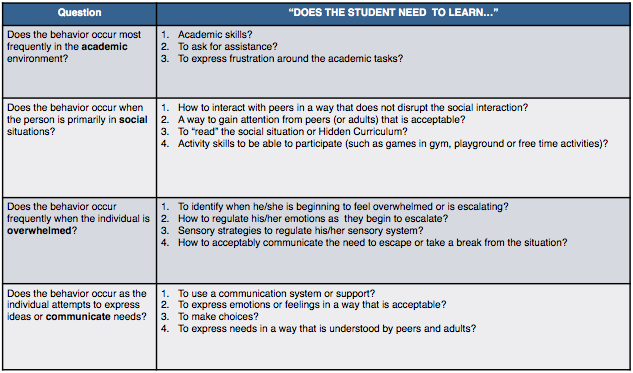 Question
“DOES THE STUDENT NEED TO LEARN…”
Does the behavior occur most
frequently in the academic
environment?
1. Academic skills?
2. To ask for assistance?
3. To express frustration around the academic tasks?
Does the behavior occur when
the person is primarily in social
situations?
1. How to interact with peers in a way that does not disrupt the social interaction?
2. A way to gain attention from peers (or adults) that is acceptable?
3. To “read” the social situation or Hidden Curriculum?
4. Activity skills to be able to participate (such as games in gym, playground or free time activities)?
Does the behavior occur
frequently when the individual is
overwhelmed?
1. To identify when he/she is beginning to feel overwhelmed or is escalating?
2. How to regulate his/her emotions as they begin to escalate?
3. Sensory strategies to regulate his/her sensory system?
4. How to acceptably communicate the need to escape or take a break from the situation?
Does the behavior occur as the
individual attempts to express
ideas or communicate needs?
1. To use a communication system or support?
2. To express emotions or feelings in a way that is acceptable?
3. To make choices?
4. To express needs in a way that is understood by peers and adults?